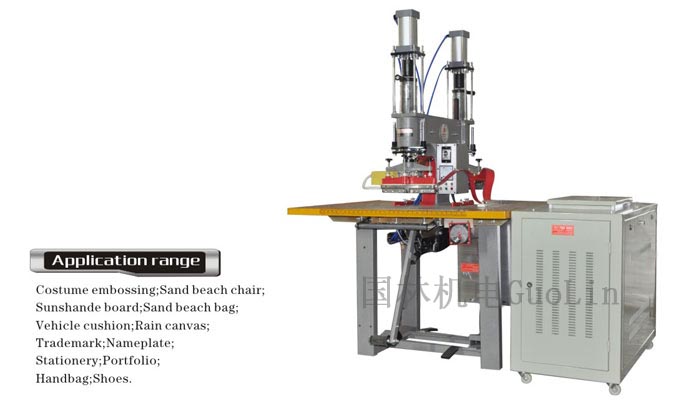 Application range
Costume embossing;Sand beach chair;
Sunshande board;Sand beach bag;
Vehicle cushion;Rain canvas;
Trademark;Nameplate;
Stationery;Portfolio;
Handbag;Shoes.
国林机电GuoLin